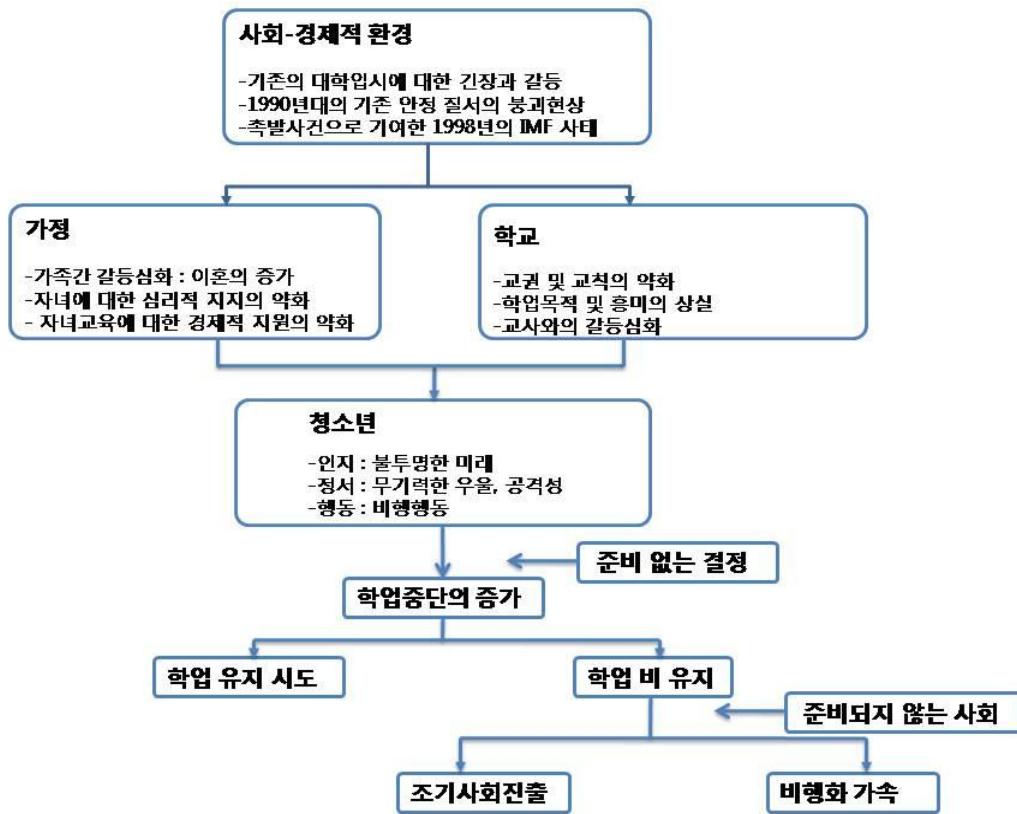 사회-경제적 환경
-기존의 대학입시에 대한 긴장과 갈등
-1990년대의 기존 안정 질서의 붕괴현상
-촉발사건으로 기여한 1998년의 IMF 사태
가정
-가족간 갈등심화 : 이혼의 증가
-자녀에 대한 심리적 지지의 약화
- 자녀교육에 대한 경제적 지원의 약화
학교
-교권 및 교칙의 약화
-학업목적 및 흥미의 상실
-교사와의 갈등심화
청소년
-인지 : 불투명한 미래
-정서 : 무기력한 우울, 공격성
-행동 : 비행행동
준비 없는 결정
학업중단의 증가
학업 유지 시도
학업 비 유지
준비되지 않는 사회
조기사회진출
비행화 가속